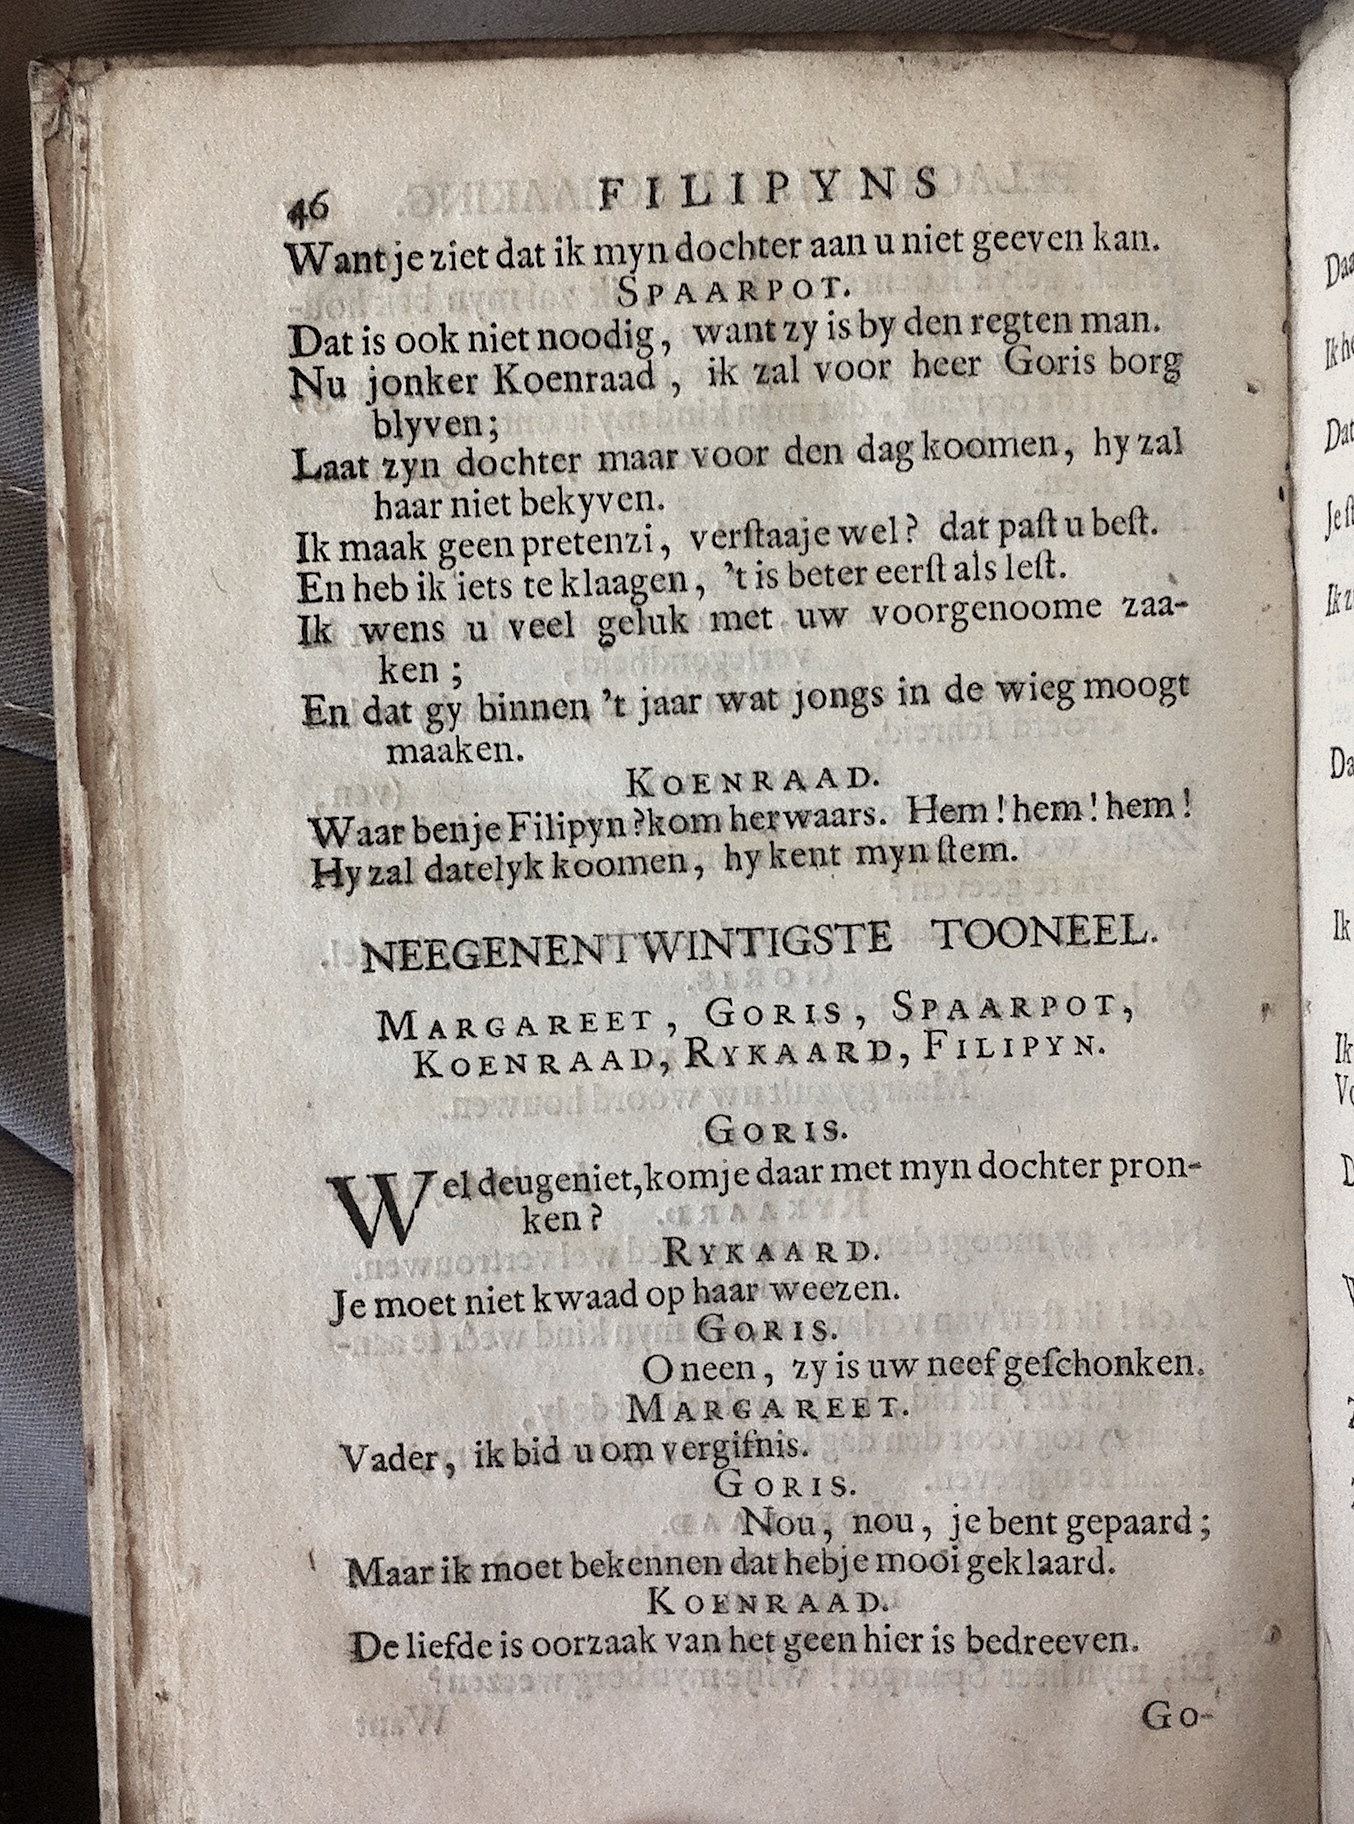 46 FILIPYNS
Want je ziet dat ik myn dochter aan u niet geeven kan.
SPAARPOT.
Dat is ook niet noodig, want zy is by den regten man.
Nu jonker Koenraad, ik zal voor heer Goris borg
blyven;
Laat zyn dochter maar voor den dag koomen, hy zal
haar niet bekyven.
Ik maak geen pretenzi, verſtaaje wel? dat paſt u beſt.
En heb ik iets te klaagen, 't is beter eerſt als leſt.
Ik wens u veel geluk met uw voorgenoome zaa-
ken;
En dat gy binnen 't jaar wat jongs in de wieg moogt
maaken.
KOENRAAD.
Waar benje Filipyn? kom herwaars. Hem! hem! hem!
Hy zal datelyk koomen, hy kent myn ſtem.
NEEGENENTWINTIGSTE TOONEEL.
MARGAREET, GORIS, SPAARPOT,
KOENRAAD, RYKAARD, FILIPYN.
GORIS.
Wel deugeniet, komje daar met myn dochter pron-
ken?
RYKAARD.
Je moet niet kwaad op haar weezen.
GORIS.
O neen, zy is uw neef geſchonken.
MARGAREET.
Vader, ik bid u om vergifnis.
GORIS.
Nou, nou, je bent gepaard;
Maar ik moet bekennen dat hebje mooi geklaard.
KOENRAAD.
De liefde is oorzaak van het geen hier is bedreeven.
Go-